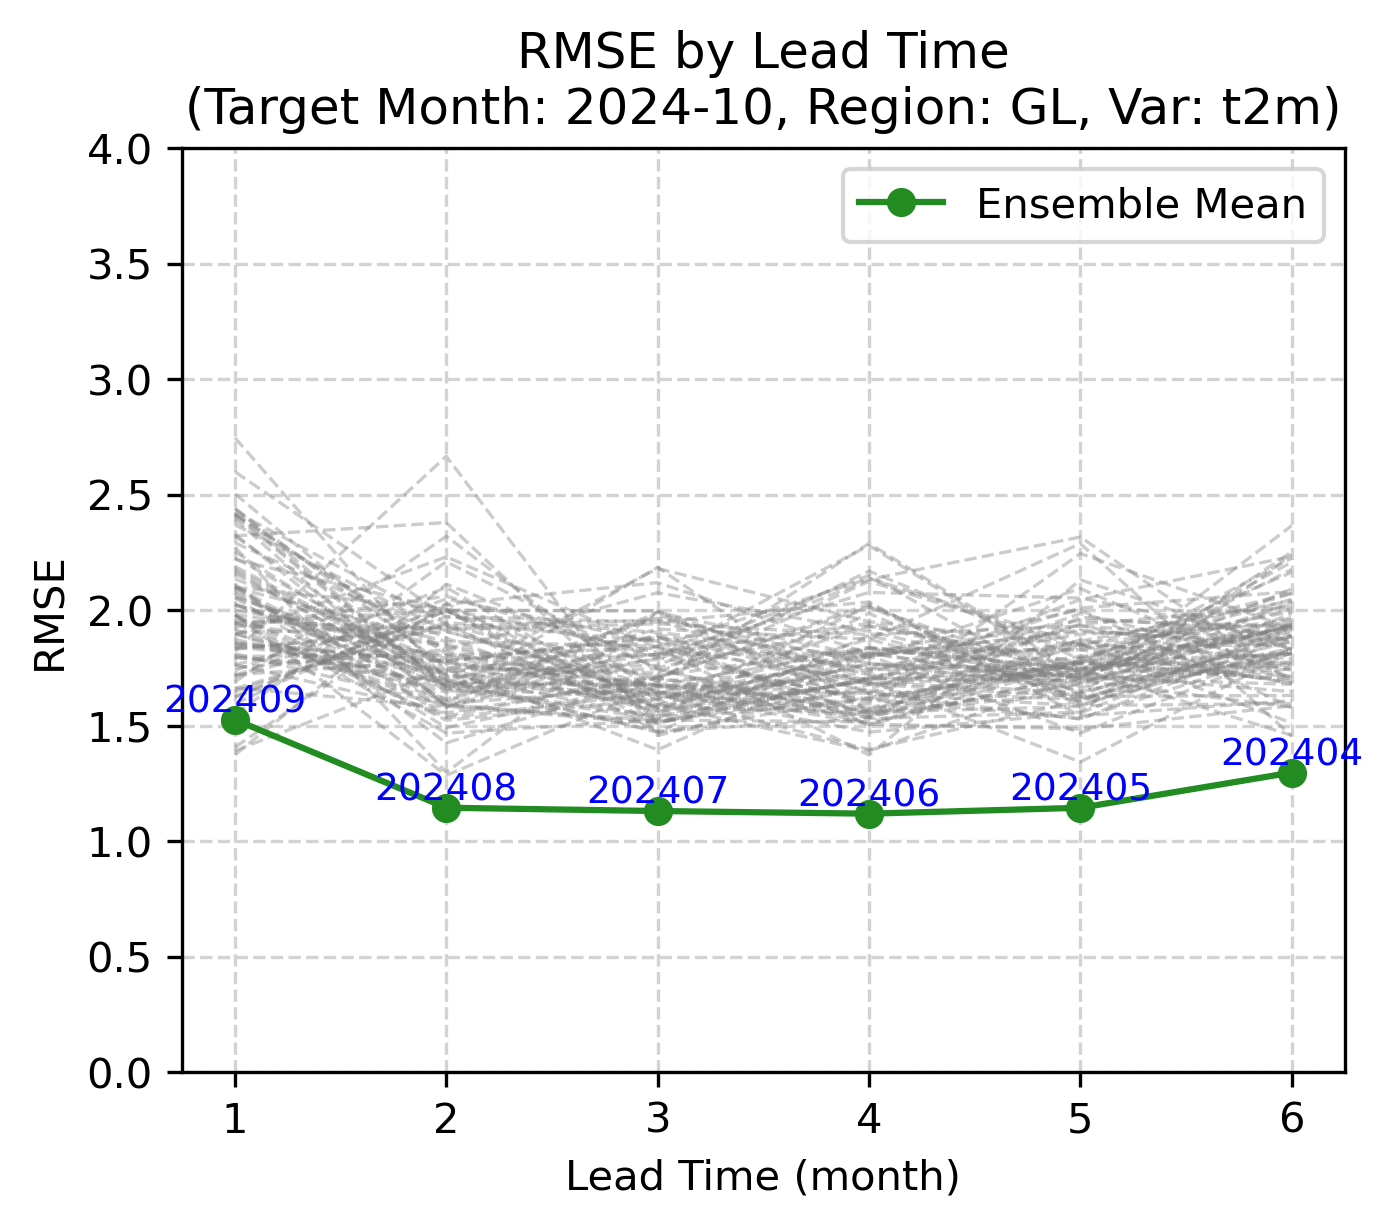 RMSE by Lead Time
(Target Month: 2024-10, Region: GL, Var: t2m)
Ensemble Mean
4.0
3.5
3.0
2.5
2.0
1.5
1.0
0.5
0.0
RMSE
202409
202408
202407
202406
202405
202404
1 2 3 4 5 6
Lead Time (month)